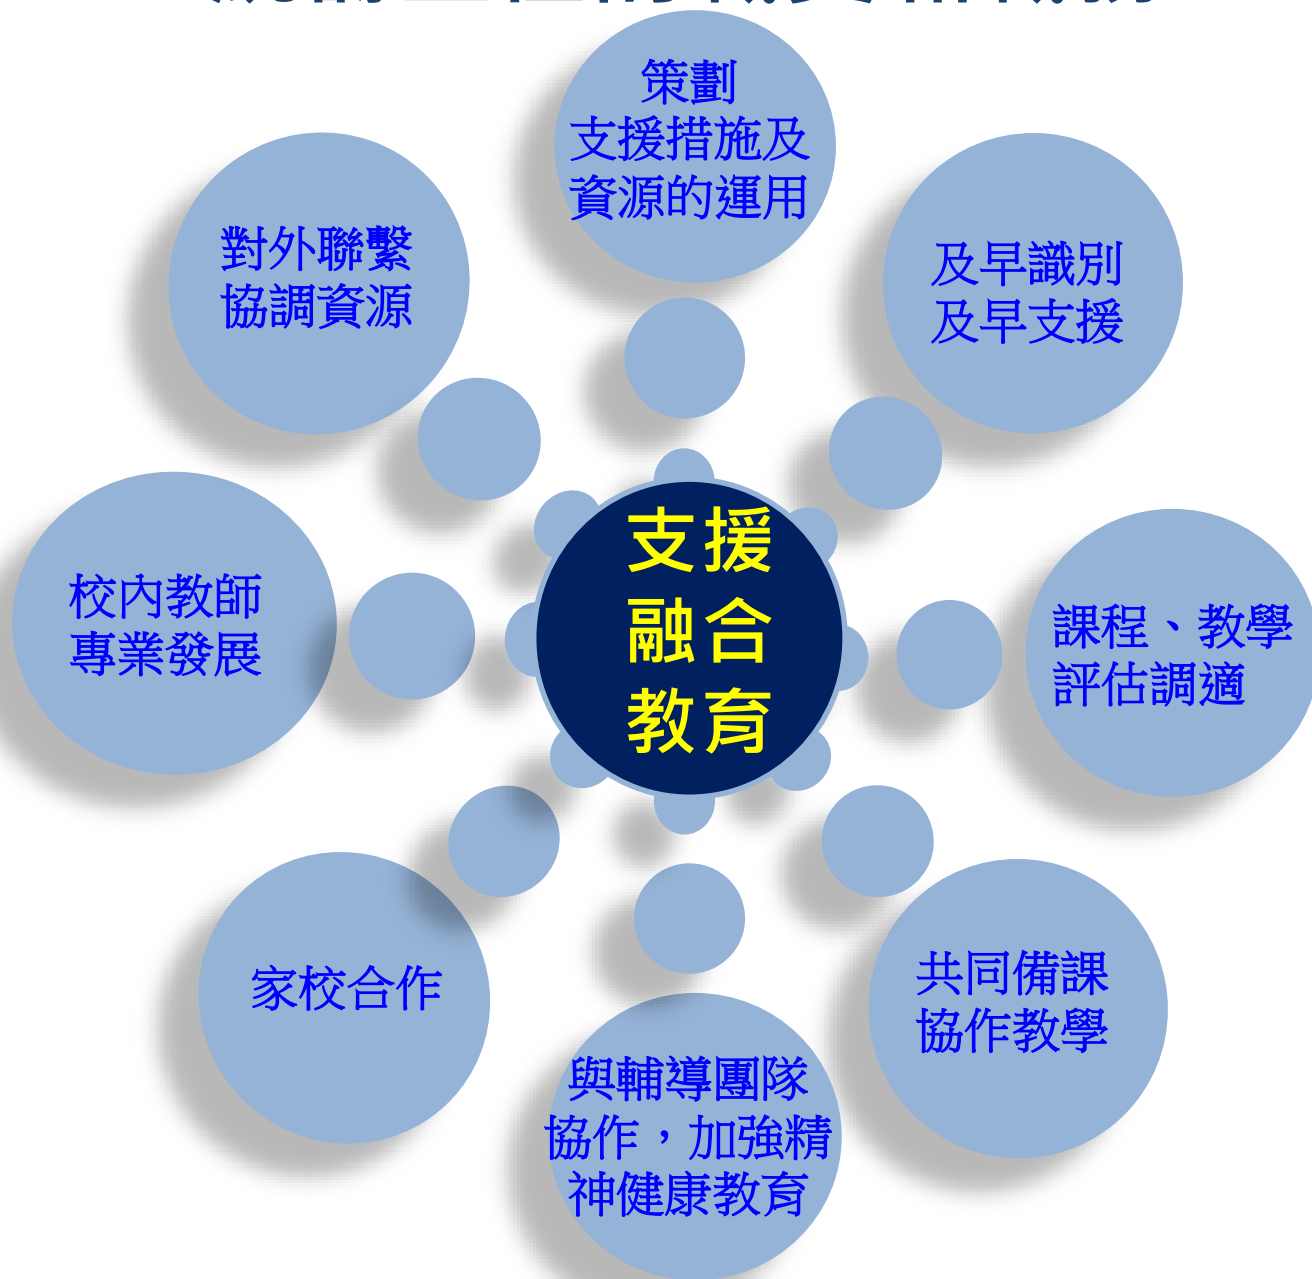 策劃
支援措施及
資源的運用
及早識別
及早支援
課程、教學
評估調適
共同備課
協作教學
與輔導團隊
協作，加強精
神健康教育
家校合作
校內教師
專業發展
對外聯繫
協調資源
支援
融合
教育